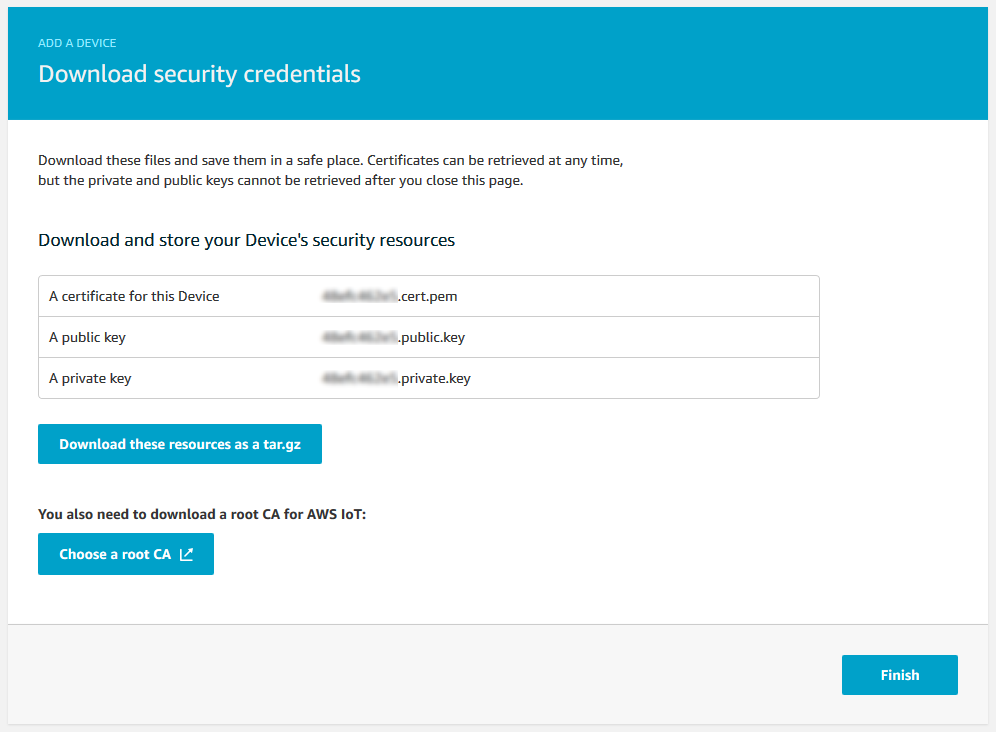 ADD A DEVICE
Download security credentials
Download these files and save them in a safe place. Certificates can be retrieved at any time,
but the private and public keys cannot be retrieved after you close this page.
Download and store your Device's security resources
A certificate for this Device .cert.pem
A public key .public.key
A private key .private.key
Download these resources as a tar.gz
You also need to download a root CA for AWS IoT:
Choose a root CA
Finish